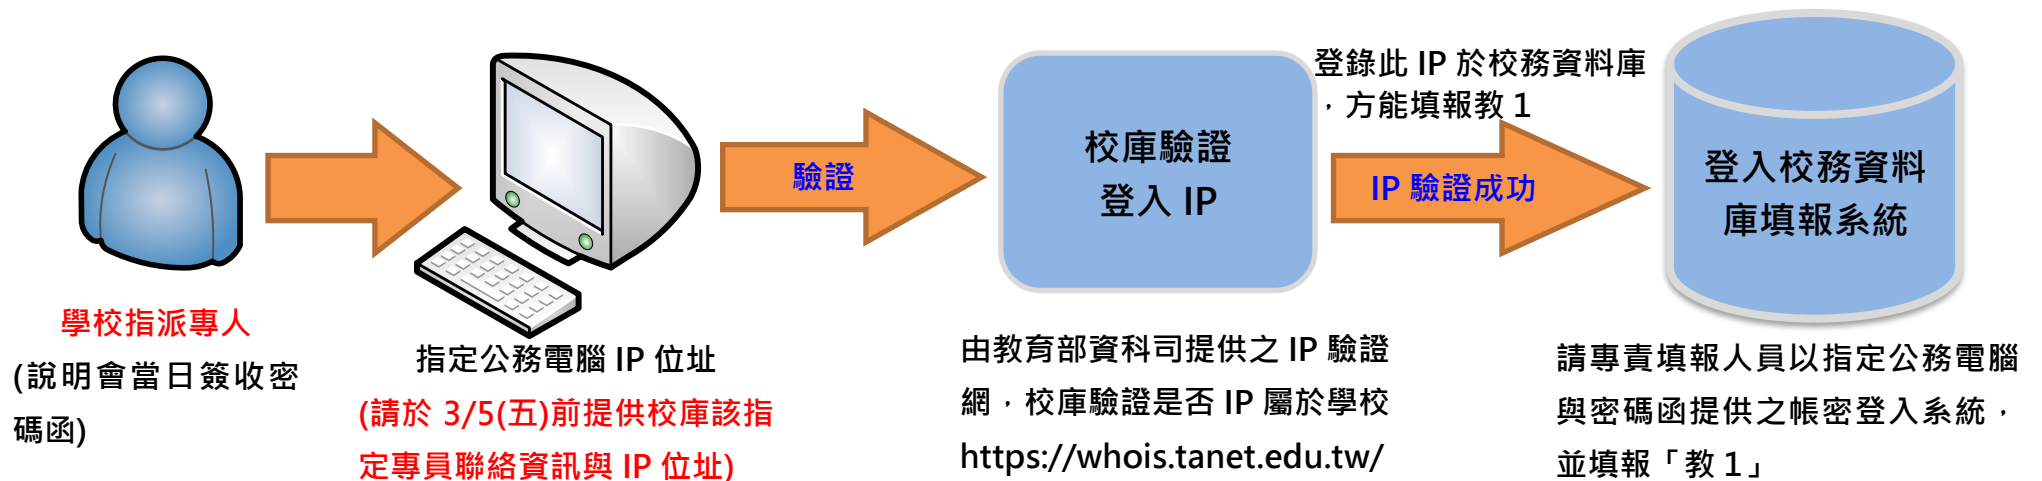 學校指派專人
(說明會當日簽收密
碼函)
指定公務電腦 IP 位址
(請於 3/5(五)前提供校庫該指
定專員聯絡資訊與 IP 位址)
驗證
校庫驗證
登入 IP
由教育部資科司提供之 IP 驗證
網，校庫驗證是否 IP 屬於學校
https://whois.tanet.edu.tw/
登錄此 IP 於校務資料庫
，方能填報教 1
IP 驗證成功
登入校務資料
庫填報系統
請專責填報人員以指定公務電腦
與密碼函提供之帳密登入系統，
並填報「教 1」